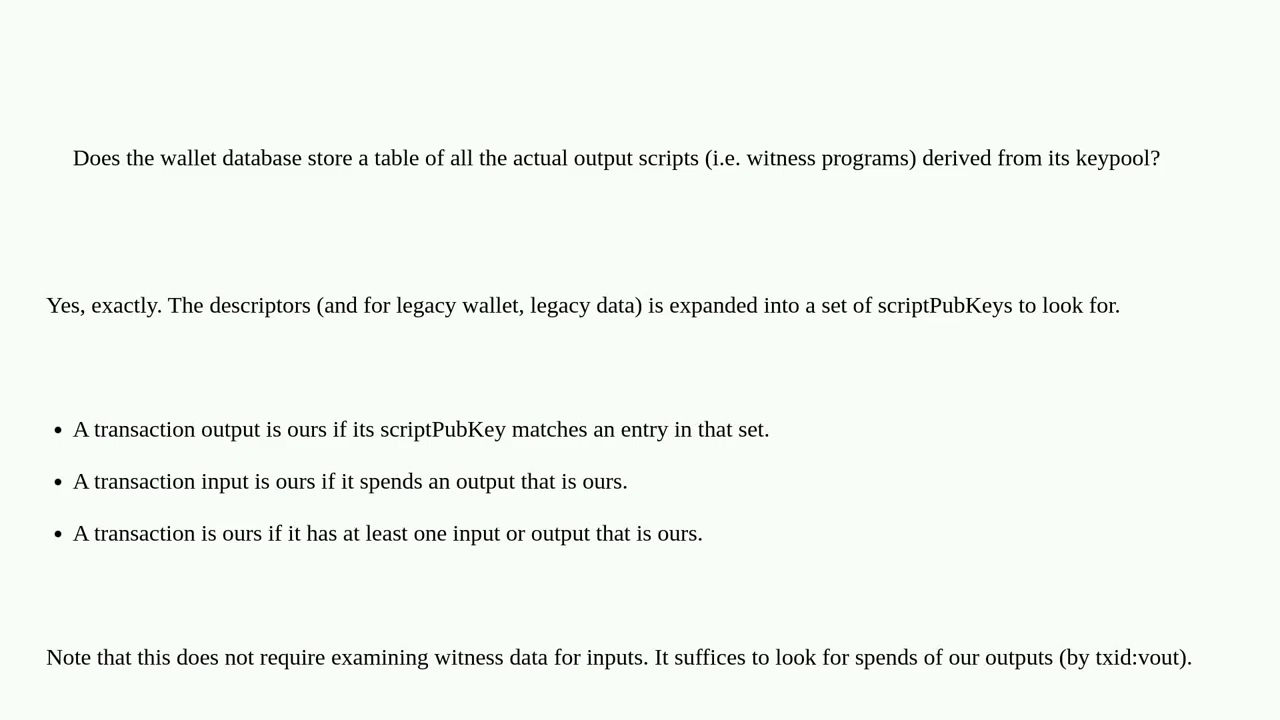 Does the wallet database store a table of all the actual output scripts (i.e. witness programs) derived from its keypool?
Yes, exactly. The descriptors (and for legacy wallet, legacy data) is expanded into a set of scriptPubKeys to look for.
• A transaction output is ours if its scriptPubKey matches an entry in that set.
• A transaction input is ours if it spends an output that is ours.
• A transaction is ours if it has at least one input or output that is ours.
Note that this does not require examining witness data for inputs. It suffices to look for spends of our outputs (by txid:vout).